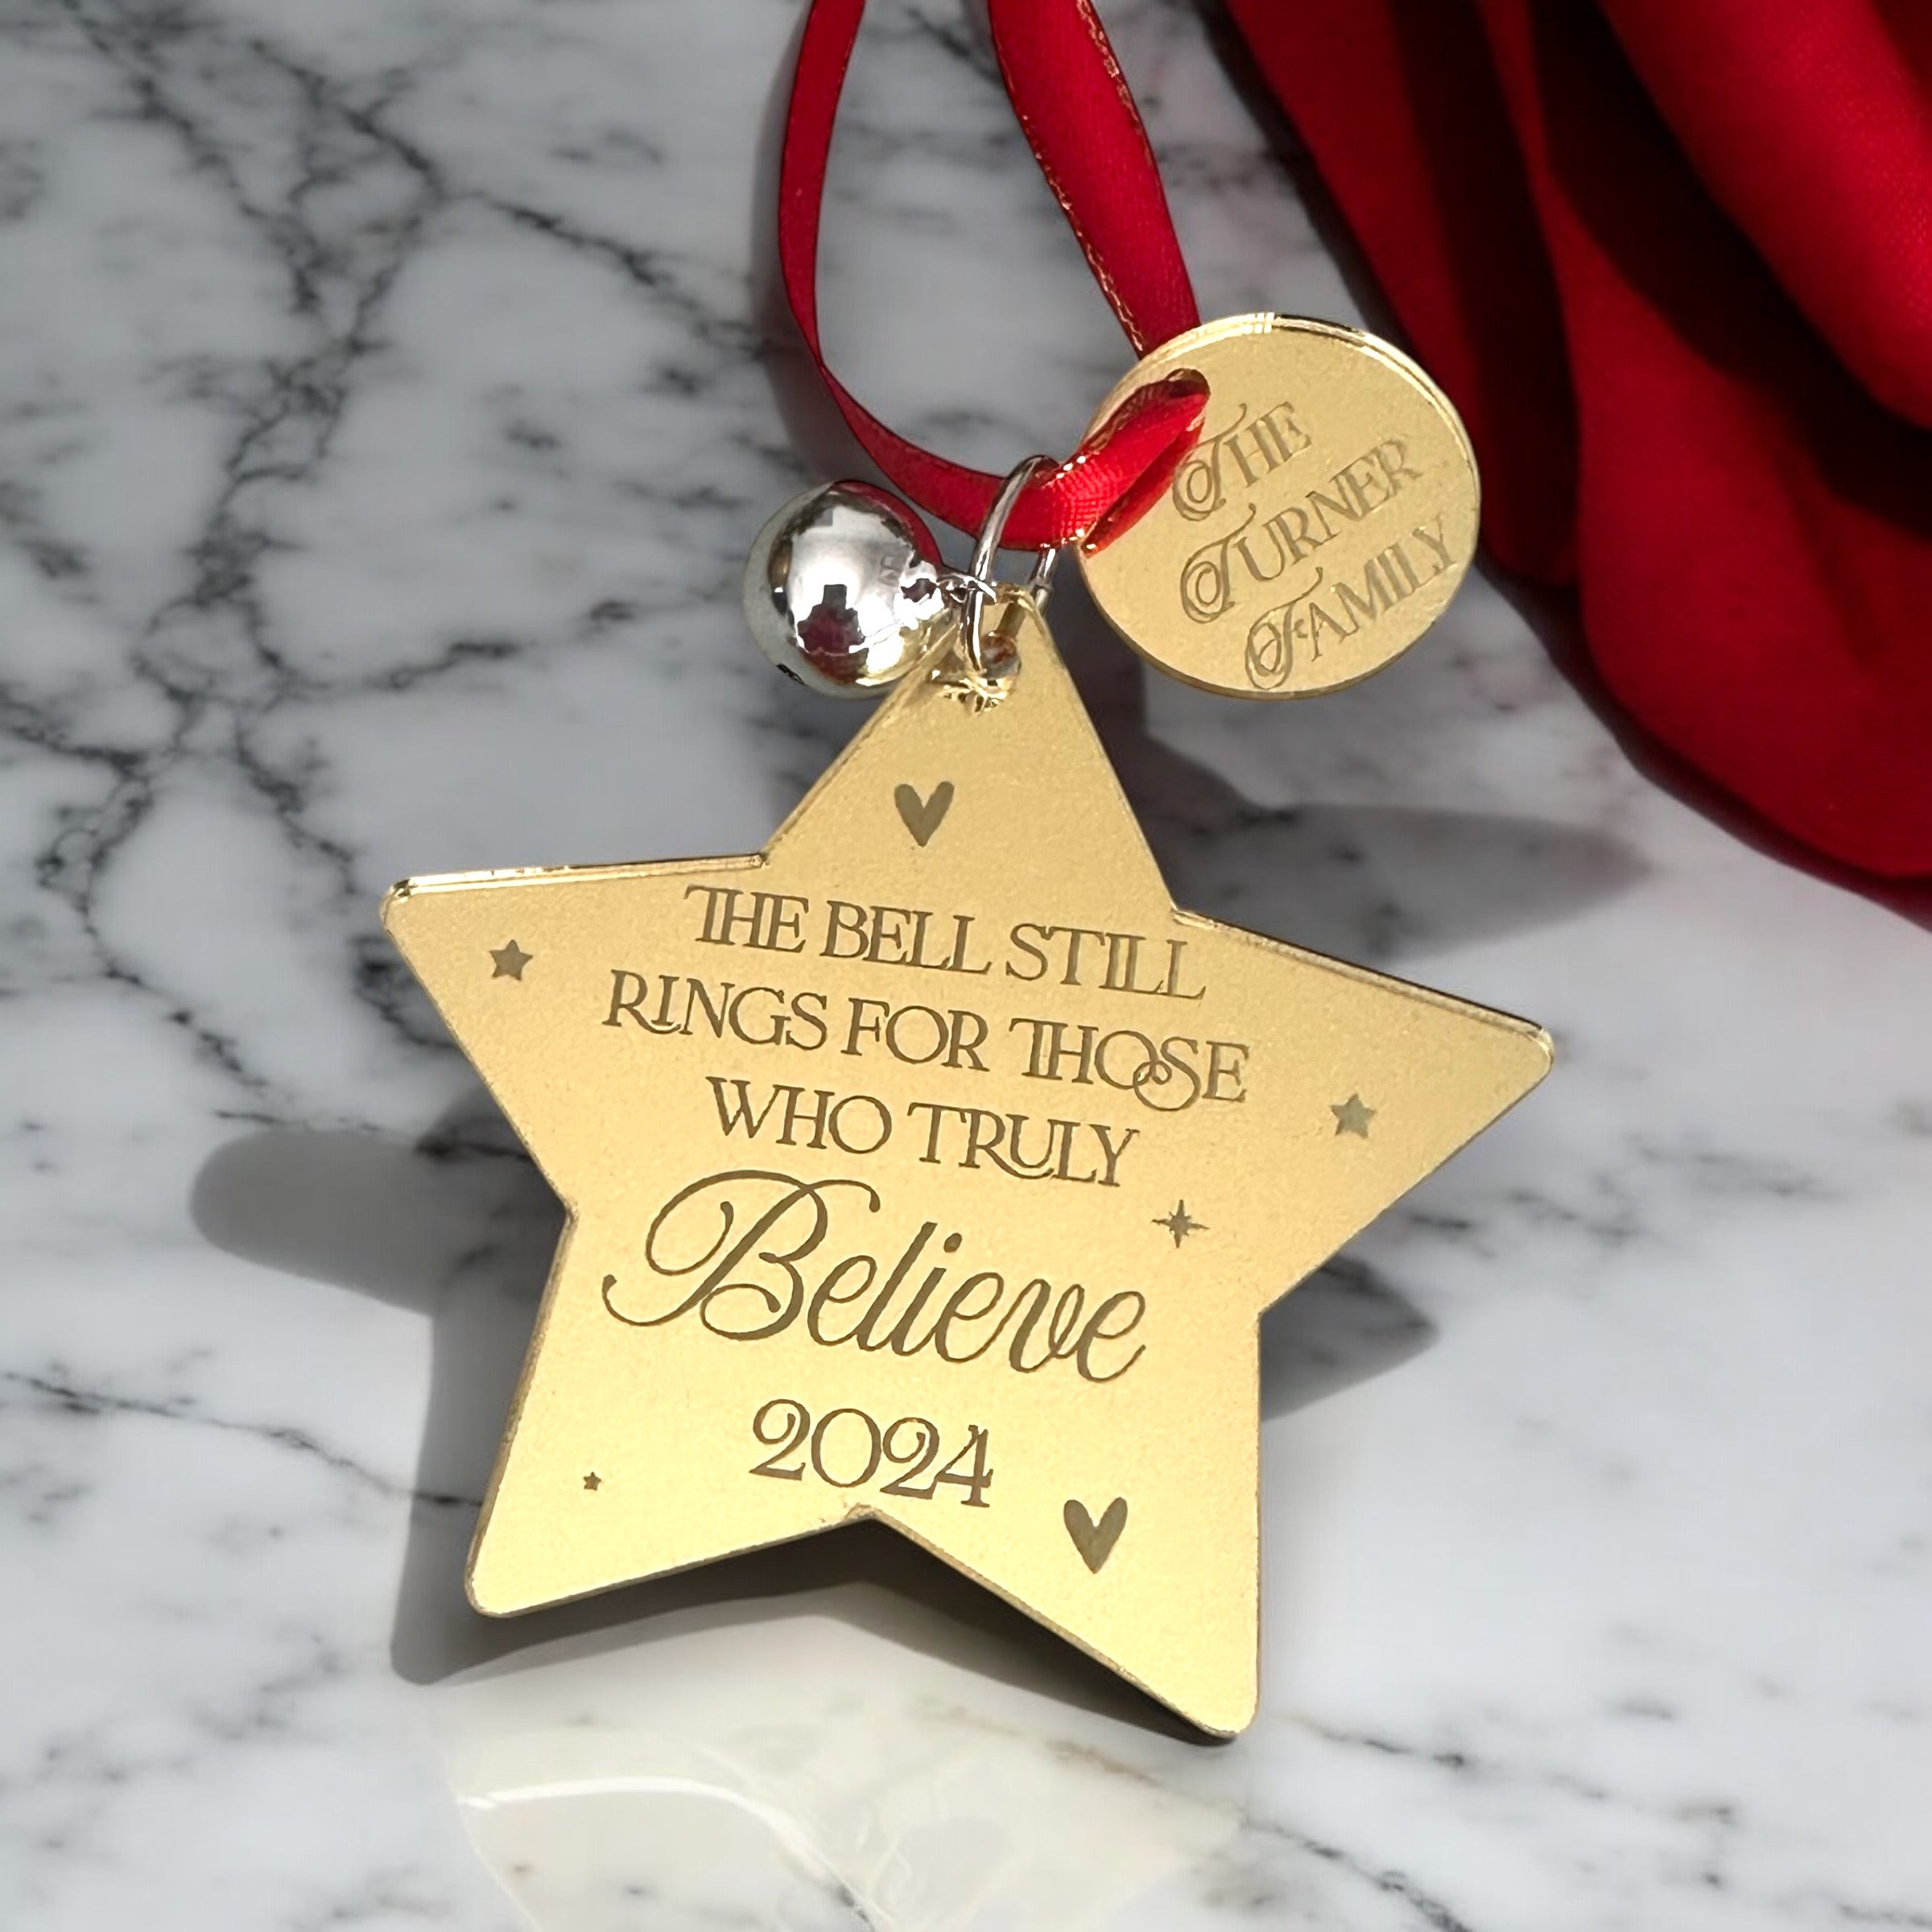 THE
TURNER
FAMILY
THE BELL STILL
RINGS FOR THOSE
WHO TRULY
Believe
2024